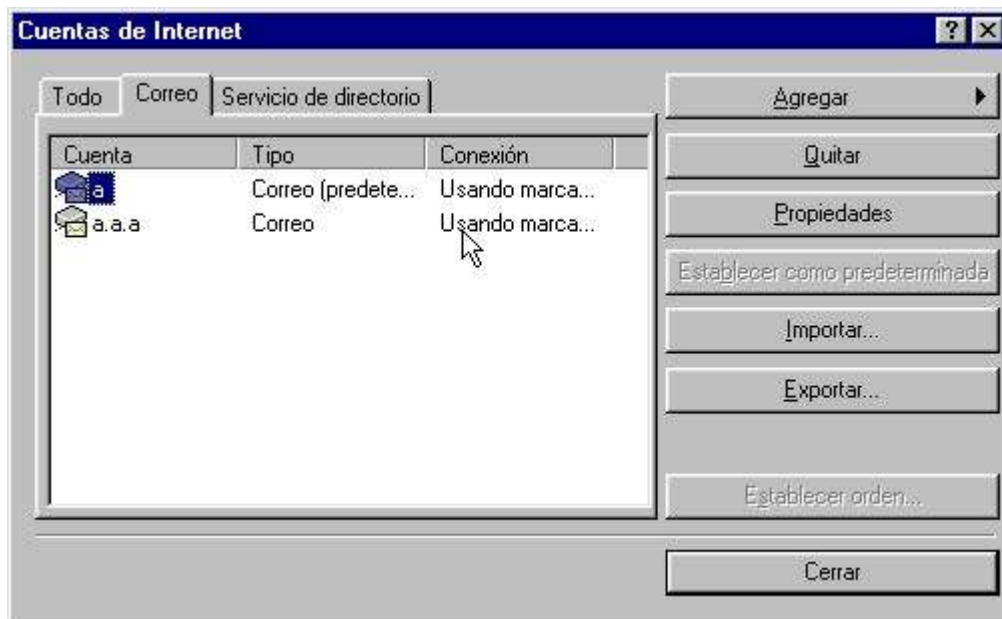 Cuentas de Internet
Todo Correo Servicio de directorio
Cuenta Tipo Conexión
a Correo (predete... Usando marca...
a.a.a Correo Usando marca...
Agregar
Quitar
Propiedades
Establecer como predeterminada
Importar...
Exportar...
Establecer orden...
Cerrar